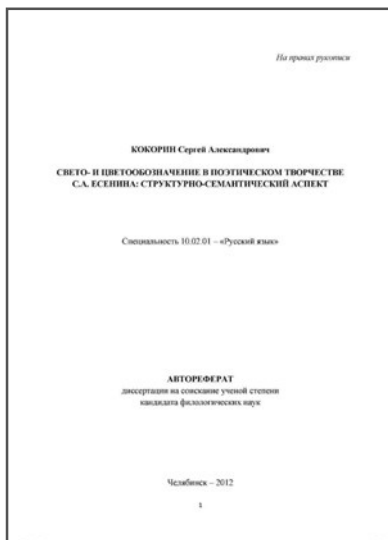 На правах рукописи
КОКОРИН Сергей Александрович
СВЕТО- И ЦВЕТООБОЗНАЧЕНИЕ В ПОЭТИЧЕСКОМ ТВОРЧЕСТВЕ
С.А. ЕСЕНИНА: СТРУКТУРНО-СЕМАНТИЧЕСКИЙ АСПЕКТ
Специальность 10.02.01 – «Русский язык»
АВТОРЕФЕРАТ
диссертации на соискание ученой степени
кандидата филологических наук
Челябинск – 2012
1